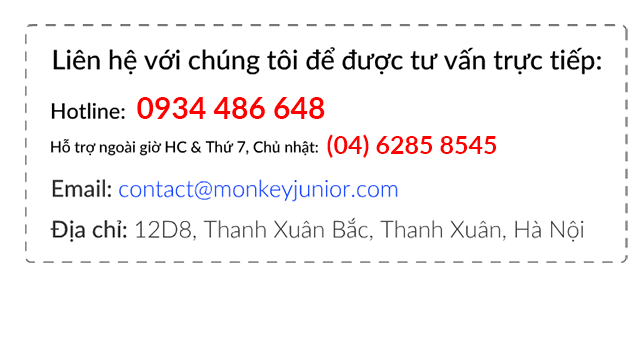 Liên hệ với chúng tôi để được tư vấn trực tiếp:
Hotline: 0934 486 648
Hỗ trợ ngoài giờ HC & Thứ 7, Chủ nhật: (04) 6285 8545
Email: contact@monkeyjunior.com
Địa chỉ: 12D8, Thanh Xuân Bắc, Thanh Xuân, Hà Nội